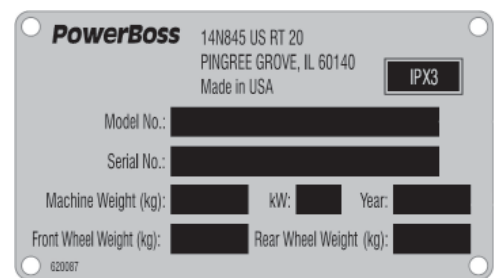 PowerBoss
14N845 US RT 20
PINGREE GROVE, IL 60140
Made in USA
IPX3
Model No.:
Serial No.:
Machine Weight (kg): kW: Year:
Front Wheel Weight (kg): Rear Wheel Weight (kg):
620087